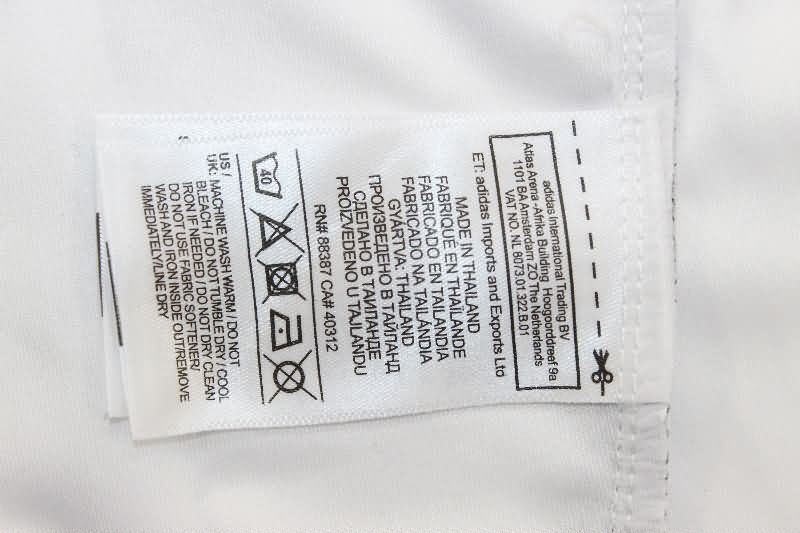 adidas International Trading BV
Atlas Arena -Afrika Building, Hoogoorddreef 9a
1101 BA Amsterdam ZO The Netherlands
VAT NO. NL 8073.01.322.B.01
ET: adidas Imports and Exports Ltd
MADE IN THAILAND
FABRIQUÉ EN THAÏLANDE
FABRICADO EN TAILANDIA
FABRICADO NA TAILÂNDIA
GYÁRTVA: THAILAND
ПРОИЗВЕДЕНО В ТАЙЛАНД
СДЕЛАНО В ТАИЛАНДЕ
PROIZVEDENO U TAJLANDU
RN# 88387 CA# 40312
40
US /
UK: MACHINE WASH WARM / DO NOT
BLEACH / DO NOT TUMBLE DRY / COOL
IRON IF NEEDED / DO NOT DRY CLEAN
DO NOT USE FABRIC SOFTENER/
WASH AND IRON INSIDE OUT/REMOVE
IMMEDIATELY/LINE DRY